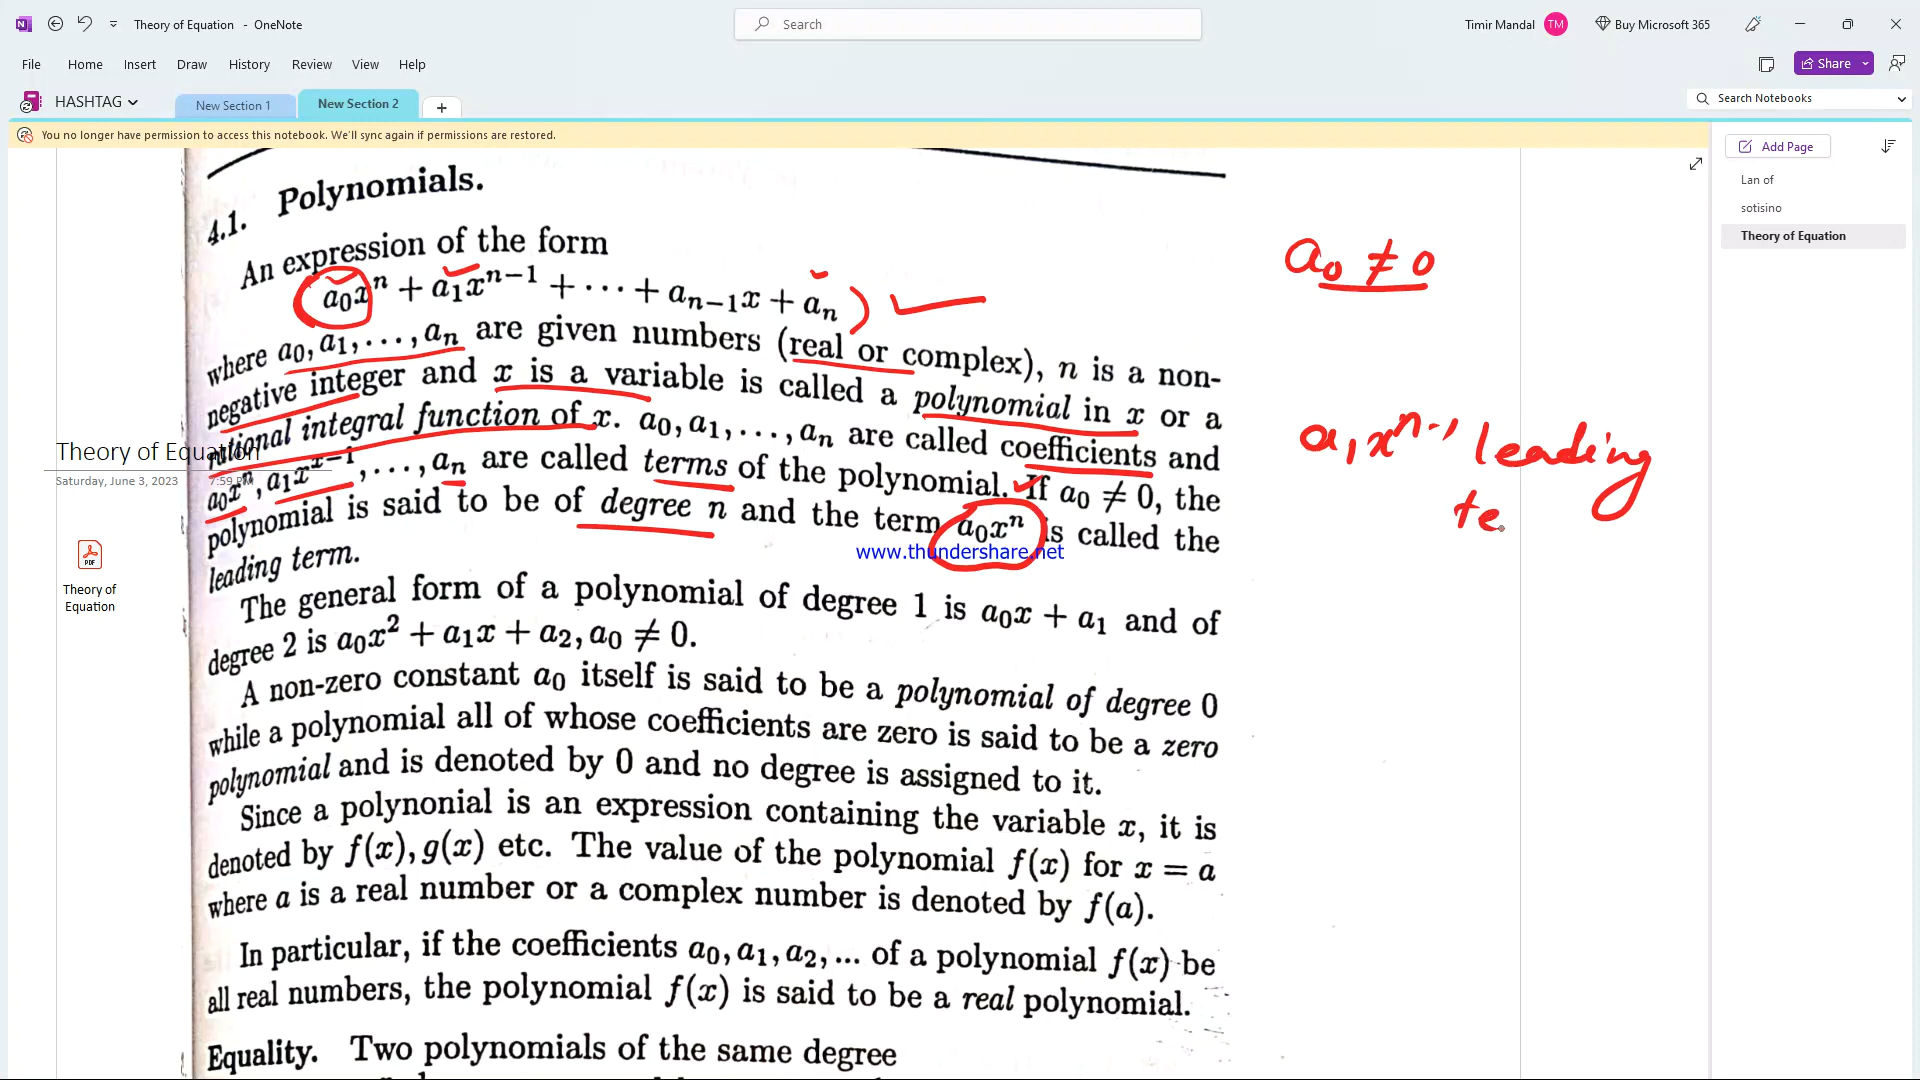 Theory of Equation - OneNote
Search
Timir Mandal
TM
Buy Microsoft 365
File
Home
Insert
Draw
History
Review
View
Help
Share
HASHTAG
New Section 1
New Section 2
Search Notebooks
You no longer have permission to access this notebook. We'll sync again if permissions are restored.
Add Page
Lan of
sotisino
Theory of Equation
4.1. Polynomials.
An expression of the form
a₀xⁿ + a₁xⁿ⁻¹ + ··· + aₙ₋₁x + aₙ
where a₀, a₁, ..., aₙ are given numbers (real or complex), n is a non-
negative integer and x is a variable is called a polynomial in x or a
rational integral function of x. a₀, a₁, ..., aₙ are called coefficients and
a₀xⁿ, a₁xˣ⁻¹, ..., aₙ are called terms of the polynomial. If a₀ ≠ 0, the
polynomial is said to be of degree n and the term a₀xⁿ is called the
leading term.
The general form of a polynomial of degree 1 is a₀x + a₁ and of
degree 2 is a₀x² + a₁x + a₂, a₀ ≠ 0.
A non-zero constant a₀ itself is said to be a polynomial of degree 0
while a polynomial all of whose coefficients are zero is said to be a zero
polynomial and is denoted by 0 and no degree is assigned to it.
Since a polynonial is an expression containing the variable x, it is
denoted by f(x), g(x) etc. The value of the polynomial f(x) for x = a
where a is a real number or a complex number is denoted by f(a).
In particular, if the coefficients a₀, a₁, a₂, ... of a polynomial f(x) be
all real numbers, the polynomial f(x) is said to be a real polynomial.
Equality. Two polynomials of the same degree
Theory of Equation
Saturday, June 3, 2023 7:59 PM
PDF
Theory of
Equation
www.thundershare.net
a₀ ≠ 0
a₁xⁿ⁻¹ leading
te